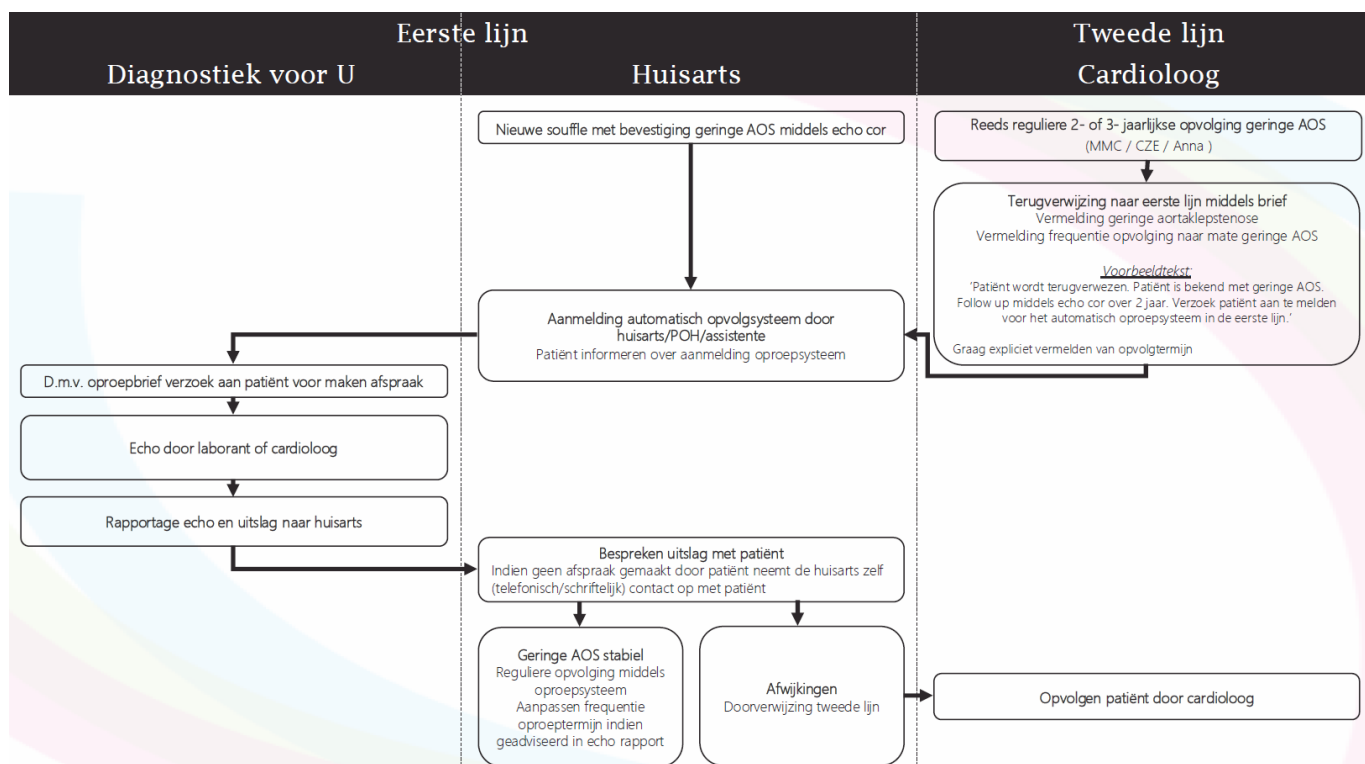 Eerste lijn
Tweede lijn
Diagnostiek voor U
Huisarts
Cardioloog
Nieuwe souffle met bevestiging geringe AOS middels echo cor
Reeds reguliere 2- of 3- jaarlijkse opvolging geringe AOS
(MMC / CZE / Anna )
Terugverwijzing naar eerste lijn middels brief
Vermelding geringe aortaklepstenose
Vermelding frequentie opvolging naar mate geringe AOS
Voorbeeldtekst:
'Patiënt wordt terugverwezen. Patiënt is bekend met geringe AOS.
Follow up middels echo cor over 2 jaar. Verzoek patiënt aan te melden
voor het automatisch oproepsysteem in de eerste lijn.'
Graag expliciet vermelden van opvolgtermijn
Aanmelding automatisch opvolgsysteem door
huisarts/POH/assistente
Patiënt informeren over aanmelding oproepsysteem
D.m.v. oproepbrief verzoek aan patiënt voor maken afspraak
Echo door laborant of cardioloog
Rapportage echo en uitslag naar huisarts
Bespreken uitslag met patiënt
Indien geen afspraak gemaakt door patiënt neemt de huisarts zelf
(telefonisch/schriftelijk) contact op met patiënt
Geringe AOS stabiel
Reguliere opvolging middels
oproepsysteem
Aanpassen frequentie
oproeptermijn indien
geadviseerd in echo rapport
Afwijkingen
Doorverwijzing tweede lijn
Opvolgen patiënt door cardioloog